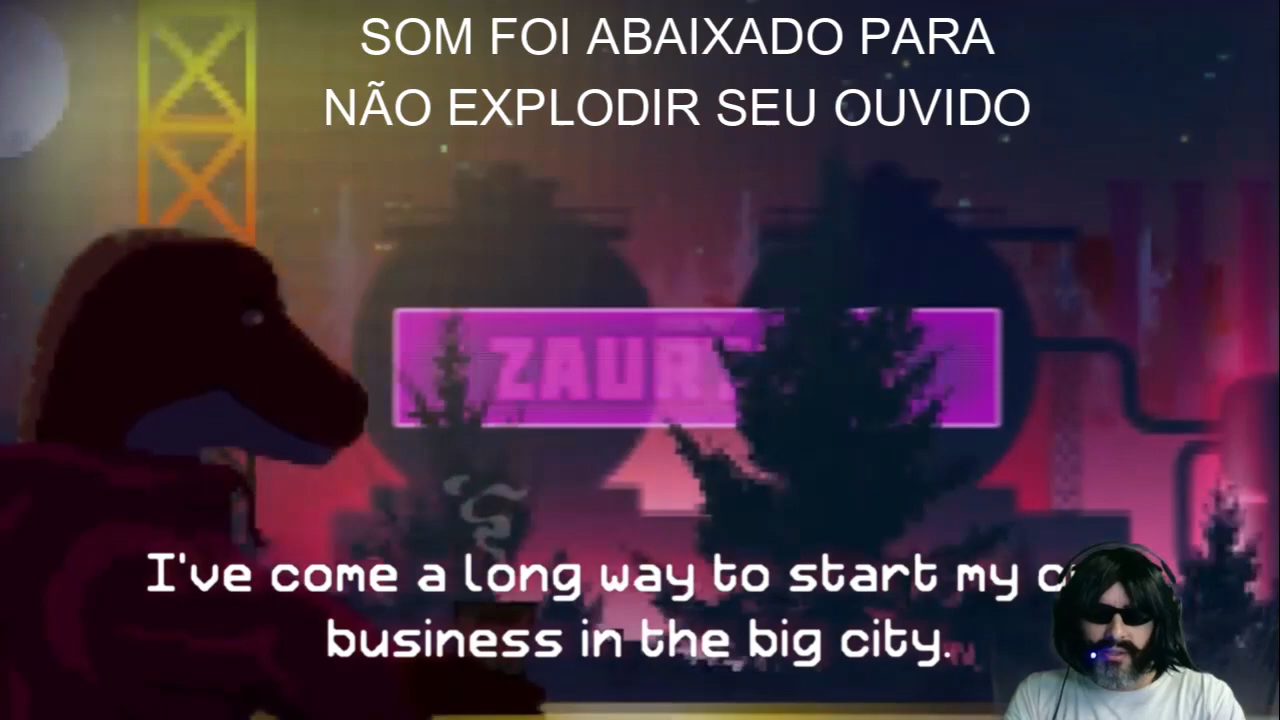 SOM FOI ABAIXADO PARA
NÃO EXPLODIR SEU OUVIDO
I've come a long way to start my
business in the big city.